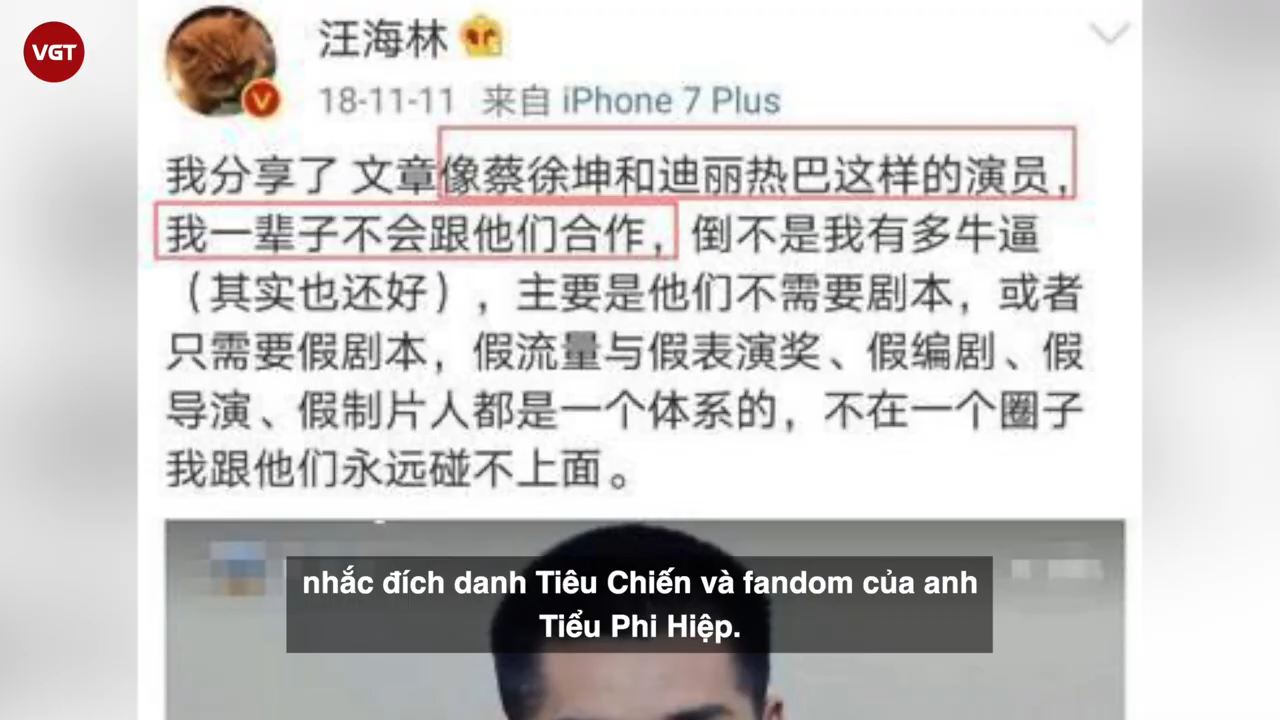 VGT
汪海林
18-11-11 来自 iPhone 7 Plus
我分享了 文章像蔡徐坤和迪丽热巴这样的演员，
我一辈子不会跟他们合作，倒不是我有多牛逼
（其实也还好），主要是他们不需要剧本，或者
只需要假剧本，假流量与假表演奖、假编剧、假
导演、假制片人都是一个体系的，不在一个圈子
我跟他们永远碰不上面。
nhắc đích danh Tiêu Chiến và fandom của anh
Tiểu Phi Hiệp.